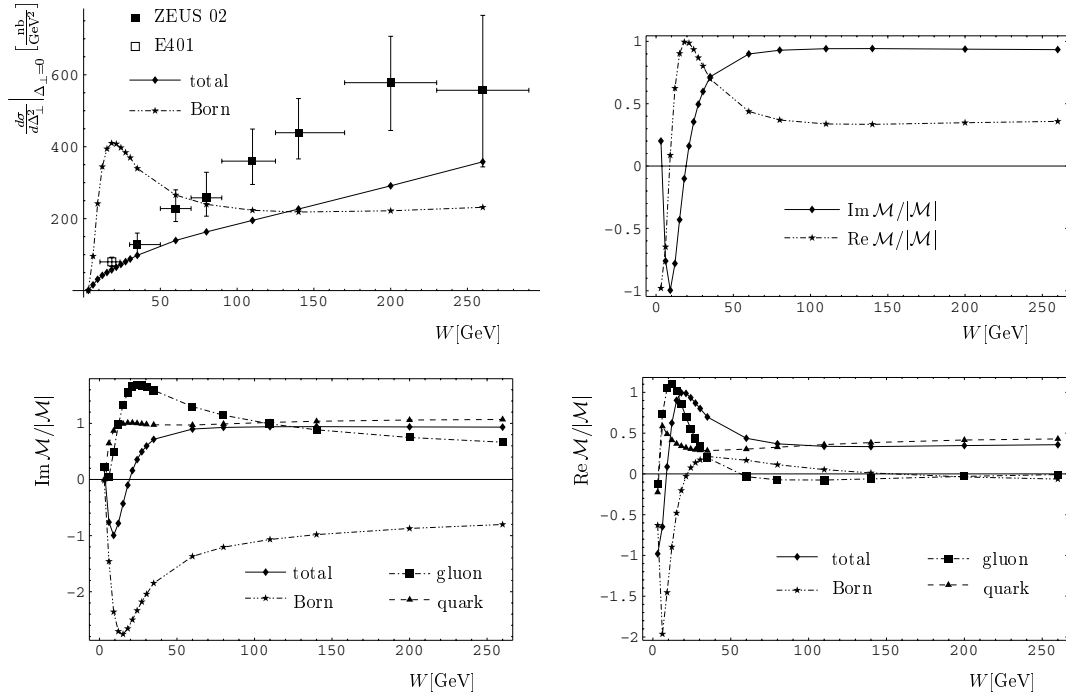 dσ/dΔ²⊥|Δ⊥=0 [nb/GeV²]
ZEUS 02
E401
total
Born
600
400
200
50 100 150 200 250
W[GeV]
1
0.5
0
-0.5
-1
Im M/|M|
Re M/|M|
0 50 100 150 200 250
W[GeV]
Im M/|M|
1
0
-1
-2
total
Born
gluon
quark
0 50 100 150 200 250
W[GeV]
Re M/|M|
1
0.5
0
-0.5
-1
-1.5
-2
total
Born
gluon
quark
0 50 100 150 200 250
W[GeV]